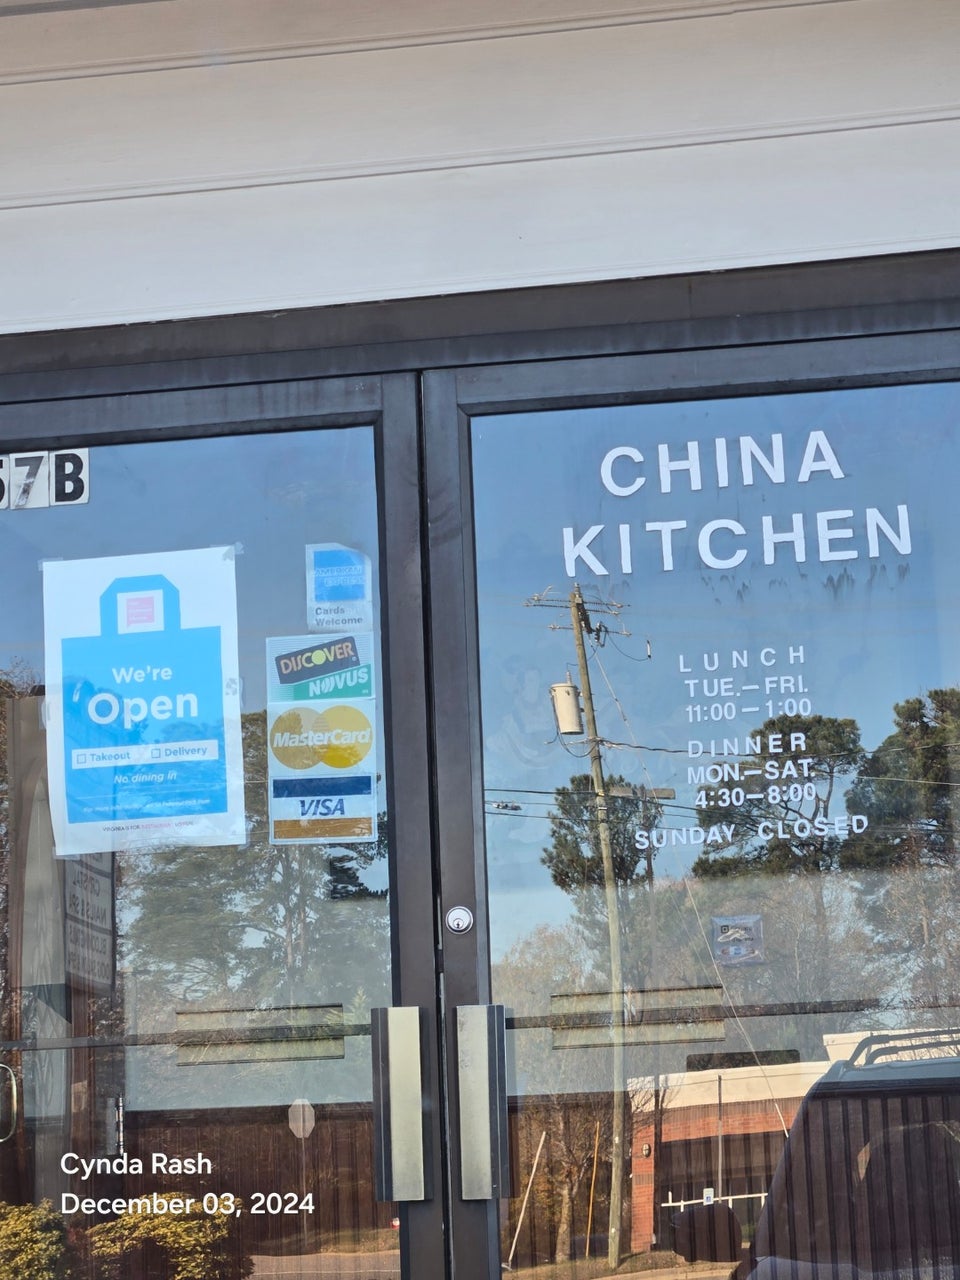 57B
We're
Open
Takeout
Delivery
No dining in
AMERICAN
EXPRESS
Cards
Welcome
DISCOVER
NOVUS
MasterCard
VISA
CHINA
KITCHEN
LUNCH
TUE.—FRI.
11:00—1:00
DINNER
MON.—SAT.
4:30—8:00
SUNDAY CLOSED
Cynda Rash
December 03, 2024